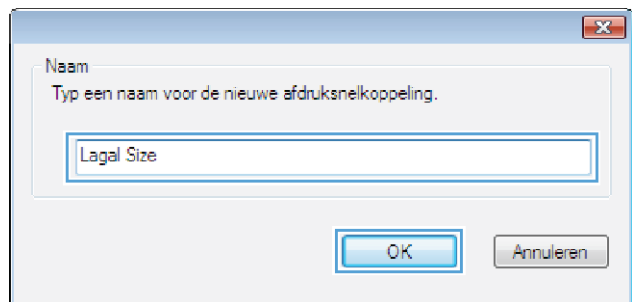 Naam
Typ een naam voor de nieuwe afdruksnelkoppeling.
Lagal Size
OK
Annuleren